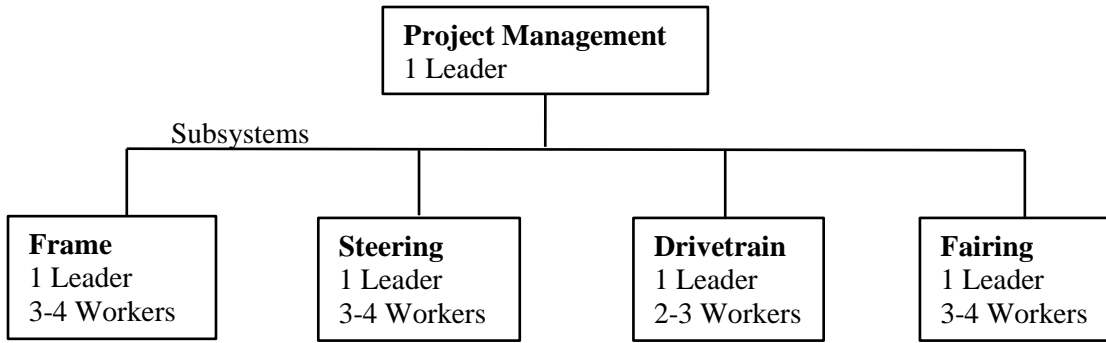 Project Management
1 Leader
Subsystems
Frame
1 Leader
3-4 Workers
Steering
1 Leader
3-4 Workers
Drivetrain
1 Leader
2-3 Workers
Fairing
1 Leader
3-4 Workers